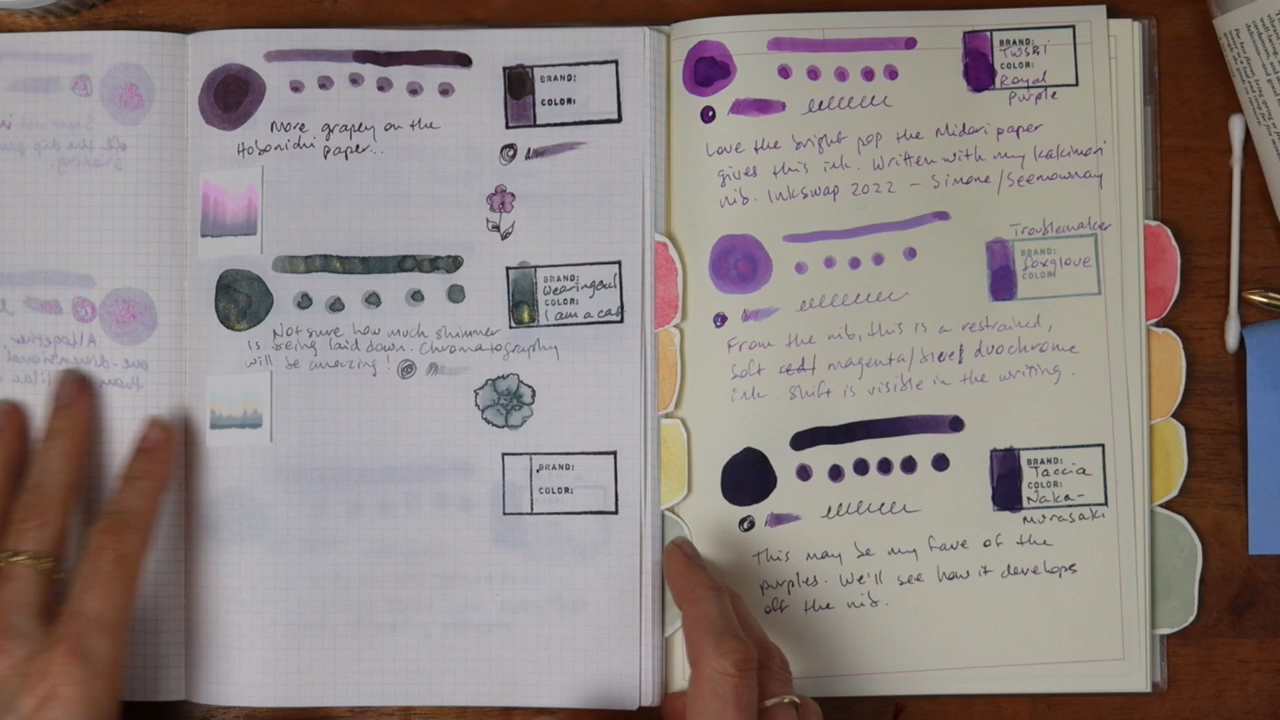 More grapey on the
Hobonichi paper..
BRAND:
COLOR:
Not sure how much shimmer
is being laid down. Chromatography
will be amazing!
BRAND:
Wearingeul
COLOR:
I am a cat
BRAND:
COLOR:
BRAND:
TWSBI
COLOR:
Royal
Purple
Love the bright pop the Midori paper
gives this ink. Written with my Kakimori
nib. Inkswap 2022 – Simone/Seemownay
Troublemaker
BRAND:
Foxglove
COLOR:
From the nib, this is a restrained,
soft magenta/blue duochrome
ink shift is visible in the writing.
BRAND:
Taccia
COLOR:
Naka-
murasaki
This may be my fave of the
purples. We'll see how it develops
off the nib.